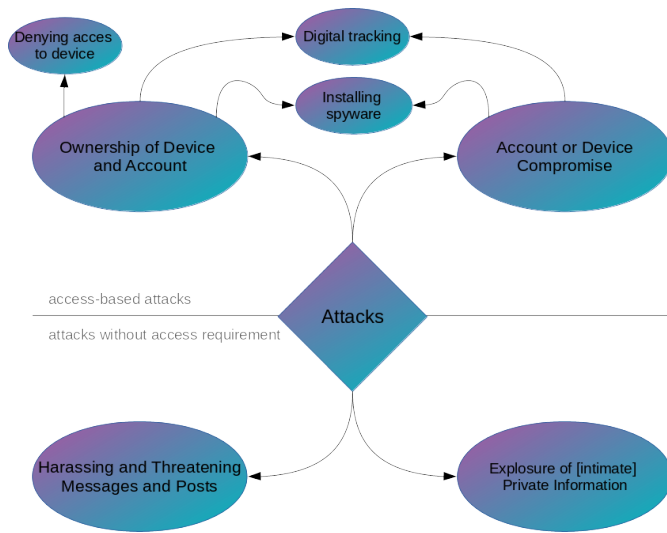 Denying acces
to device
Digital tracking
Installing
spyware
Ownership of Device
and Account
Account or Device
Compromise
access-based attacks
Attacks
attacks without access requirement
Harassing and Threatening
Messages and Posts
Explosure of [intimate]
Private Information